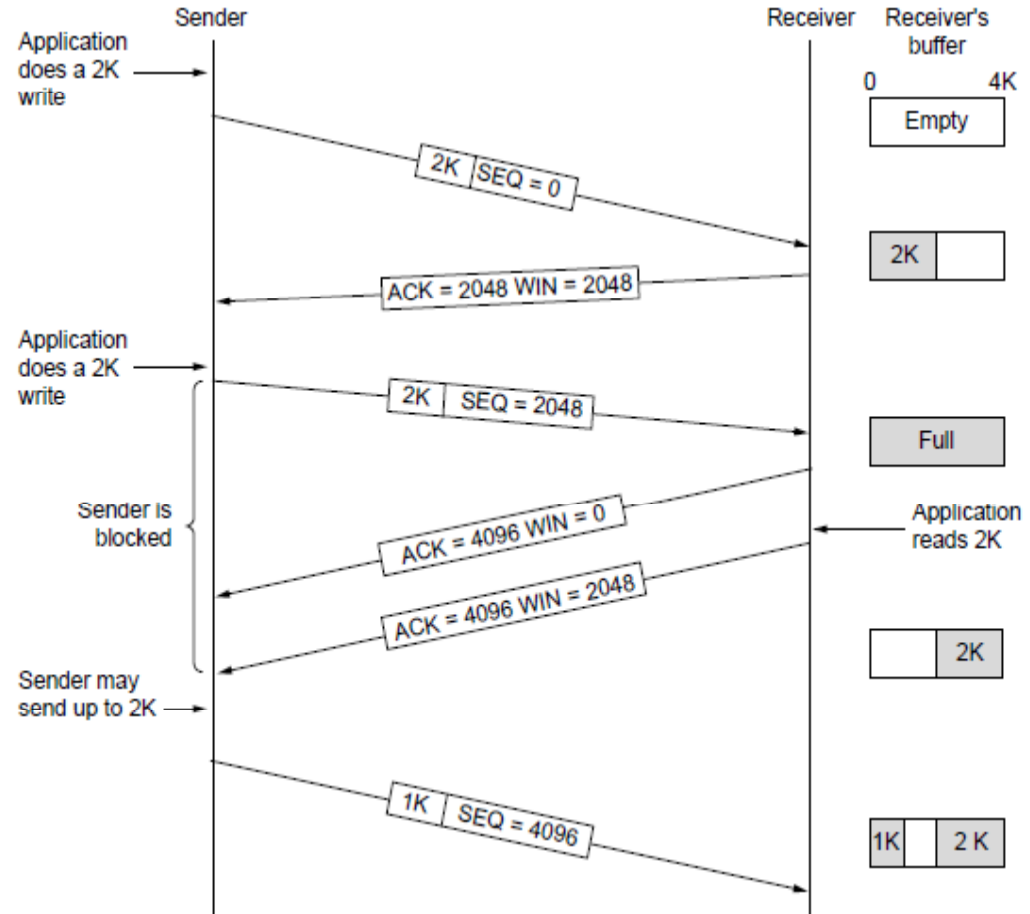 Sender
Receiver
Receiver's
buffer
Application
does a 2K
write
0
4K
Empty
2K
SEQ = 0
2K
ACK = 2048 WIN = 2048
Application
does a 2K
write
2K
SEQ = 2048
Full
Sender is
blocked
ACK = 4096 WIN = 0
Application
reads 2K
ACK = 4096 WIN = 2048
2K
Sender may
send up to 2K
1K
SEQ = 4096
1K
2 K